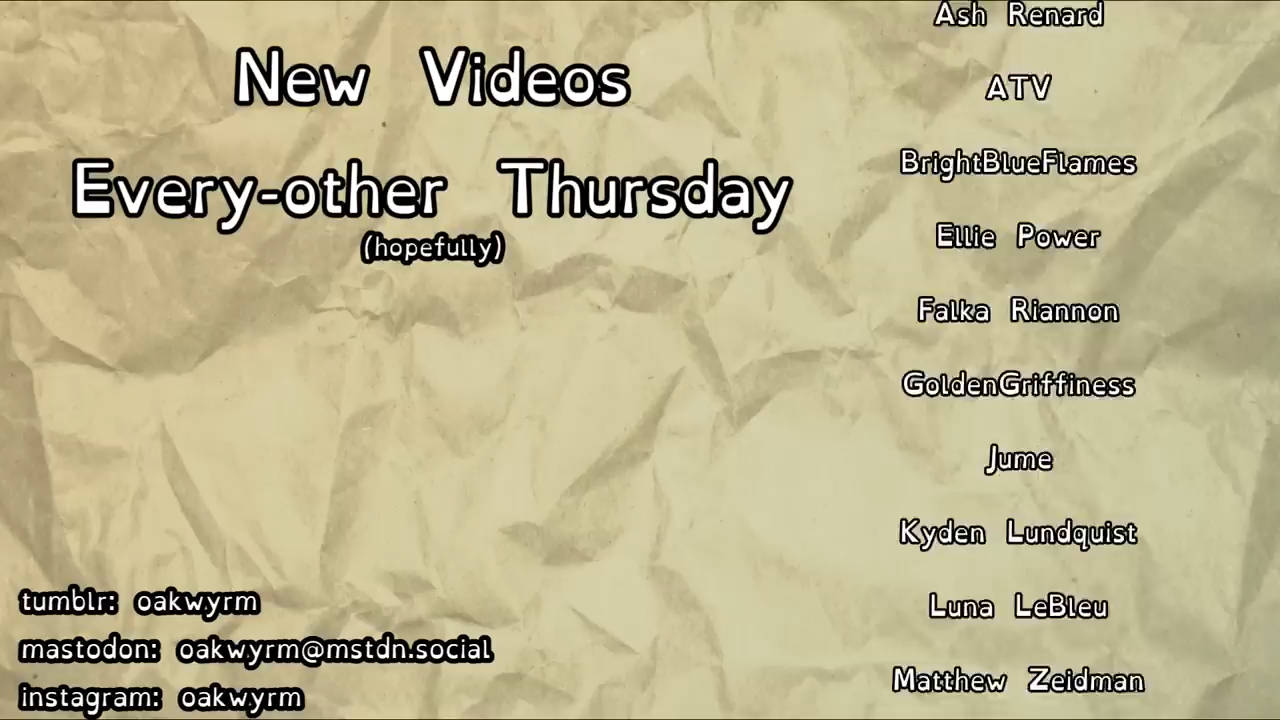 New Videos
Every-other Thursday
(hopefully)
tumblr: oakwyrm
mastodon: oakwyrm@mstdn.social
instagram: oakwyrm
Ash Renard
ATV
BrightBlueFlames
Ellie Power
Falka Riannon
GoldenGriffiness
Jume
Kyden Lundquist
Luna LeBleu
Matthew Zeidman